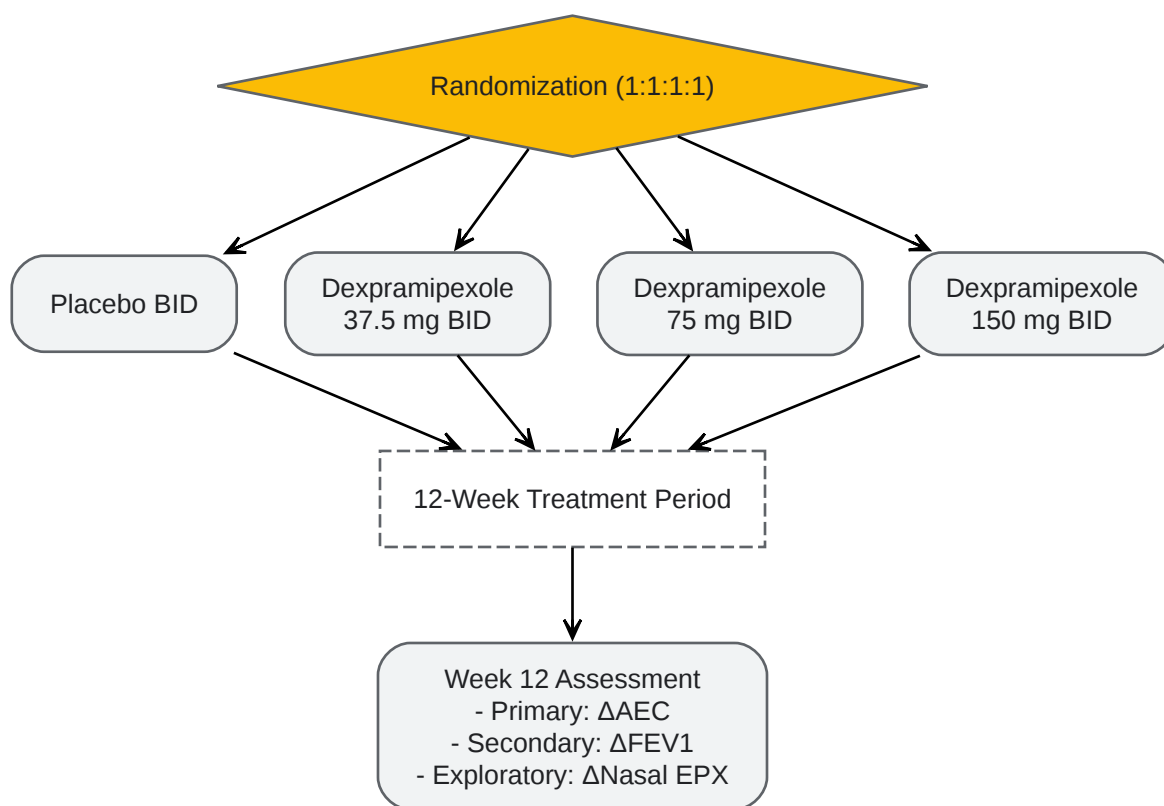 Randomization (1:1:1:1)
Placebo BID
Dexpramipexole
37.5 mg BID
Dexpramipexole
75 mg BID
Dexpramipexole
150 mg BID
12-Week Treatment Period
Week 12 Assessment
- Primary: ΔAEC
- Secondary: ΔFEV1
- Exploratory: ΔNasal EPX